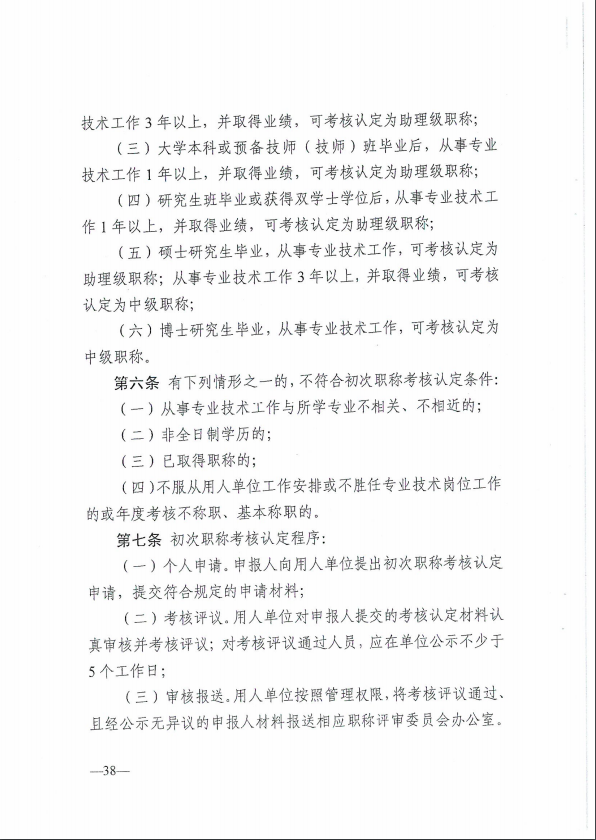 技术工作 3 年以上，并取得业绩，可考核认定为助理级职称；
（三）大学本科或预备技师（技师）班毕业后，从事专业
技术工作 1 年以上，并取得业绩，可考核认定为助理级职称；
（四）研究生班毕业或获得双学士学位后，从事专业技术工
作 1 年以上，并取得业绩，可考核认定为助理级职称；
（五）硕士研究生毕业，从事专业技术工作，可考核认定为
助理级职称；从事专业技术工作 3 年以上，并取得业绩，可考核
认定为中级职称；
（六）博士研究生毕业，从事专业技术工作，可考核认定为
中级职称。
第六条 有下列情形之一的，不符合初次职称考核认定条件：
（一）从事专业技术工作与所学专业不相关、不相近的；
（二）非全日制学历的；
（三）已取得职称的；
（四）不服从用人单位工作安排或不胜任专业技术岗位工作
的或年度考核不称职、基本称职的。
第七条 初次职称考核认定程序：
（一）个人申请。申报人向用人单位提出初次职称考核认定
申请，提交符合规定的申请材料；
（二）考核评议。用人单位对申报人提交的考核认定材料认
真审核并考核评议；对考核评议通过人员，应在单位公示不少于
5 个工作日；
（三）审核报送。用人单位按照管理权限，将考核评议通过、
且经公示无异议的申报人材料报送相应职称评审委员会办公室。
—38—